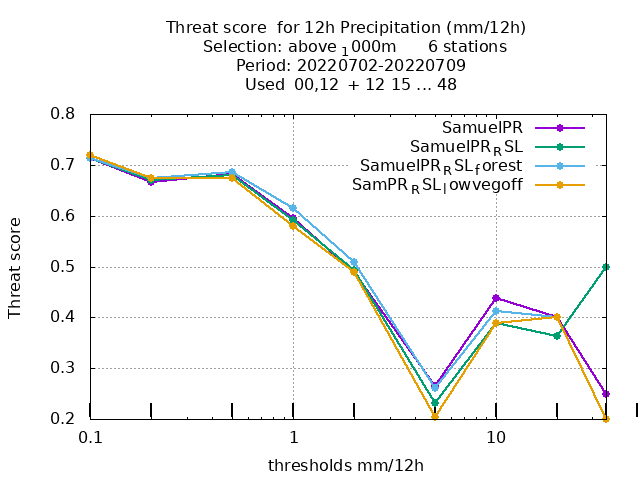 Threat score  for 12h Precipitation (mm/12h)
Selection: above ₁000m      6 stations
Period: 20220702-20220709
Used  00,12  + 12 15 ... 48
0.8
SamuelPR
SamuelPR_RSL
0.7
SamuelPR_RSL_forest
SamPR_RSL_lowvegoff
0.6
Threat score
0.5
0.4
0.3
0.2
0.1
1
10
thresholds mm/12h